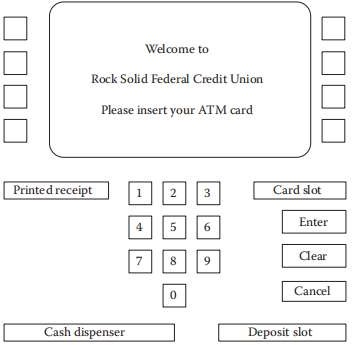 Welcome to
Rock Solid Federal Credit Union
Please insert your ATM card
Printed receipt 1 2 3 Card slot
4 5 6 Enter
7 8 9 Clear
0 Cancel
Cash dispenser Deposit slot